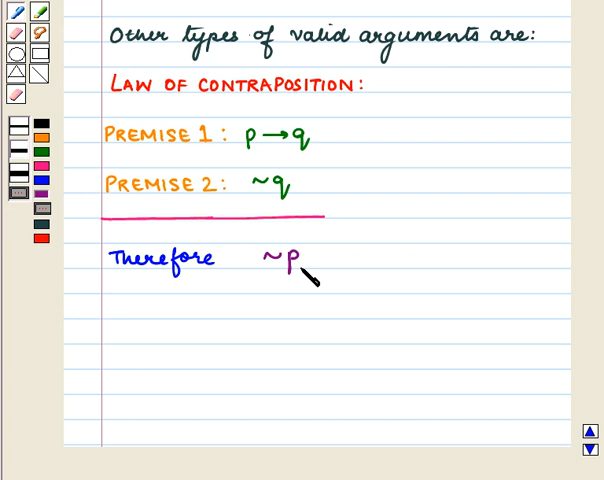 Other types of valid arguments are:
LAW OF CONTRAPOSITION:
PREMISE 1: p → q
PREMISE 2: ~q
Therefore ~p